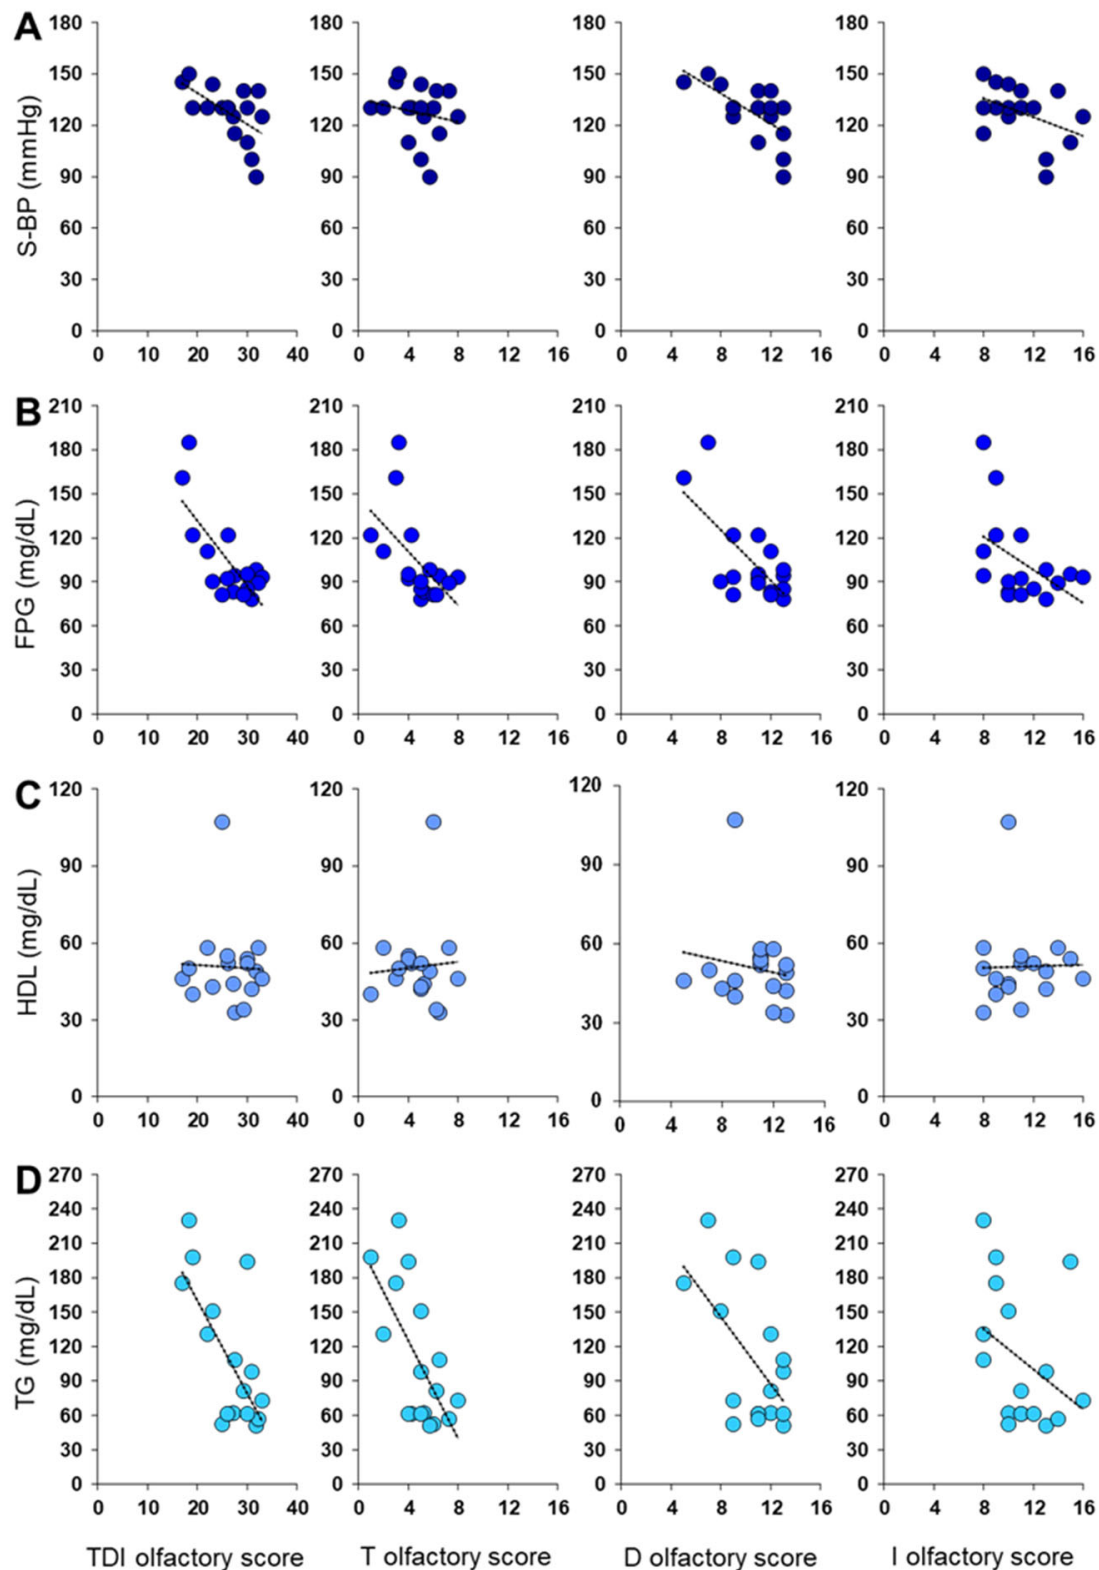 A
S-BP (mmHg)
180 180 180 180
150 150 150 150
120 120 120 120
90 90 90 90
60 60 60 60
30 30 30 30
0 0 0 0
0 10 20 30 40 0 4 8 12 16 0 4 8 12 16 0 4 8 12 16
B
FPG (mg/dL)
210 210 210 210
180 180 180 180
150 150 150 150
120 120 120 120
90 90 90 90
60 60 60 60
30 30 30 30
0 0 0 0
0 10 20 30 40 0 4 8 12 16 0 4 8 12 16 0 4 8 12 16
C
HDL (mg/dL)
120 120 120 120
90 90 90 90
60 60 60 60
30 30 30 30
0 0 0 0
0 10 20 30 40 0 4 8 12 16 0 4 8 12 16 0 4 8 12 16
D
TG (mg/dL)
270 270 270 270
240 240 240 240
210 210 210 210
180 180 180 180
150 150 150 150
120 120 120 120
90 90 90 90
60 60 60 60
30 30 30 30
0 0 0 0
0 10 20 30 40 0 4 8 12 16 0 4 8 12 16 0 4 8 12 16
TDI olfactory score T olfactory score D olfactory score I olfactory score